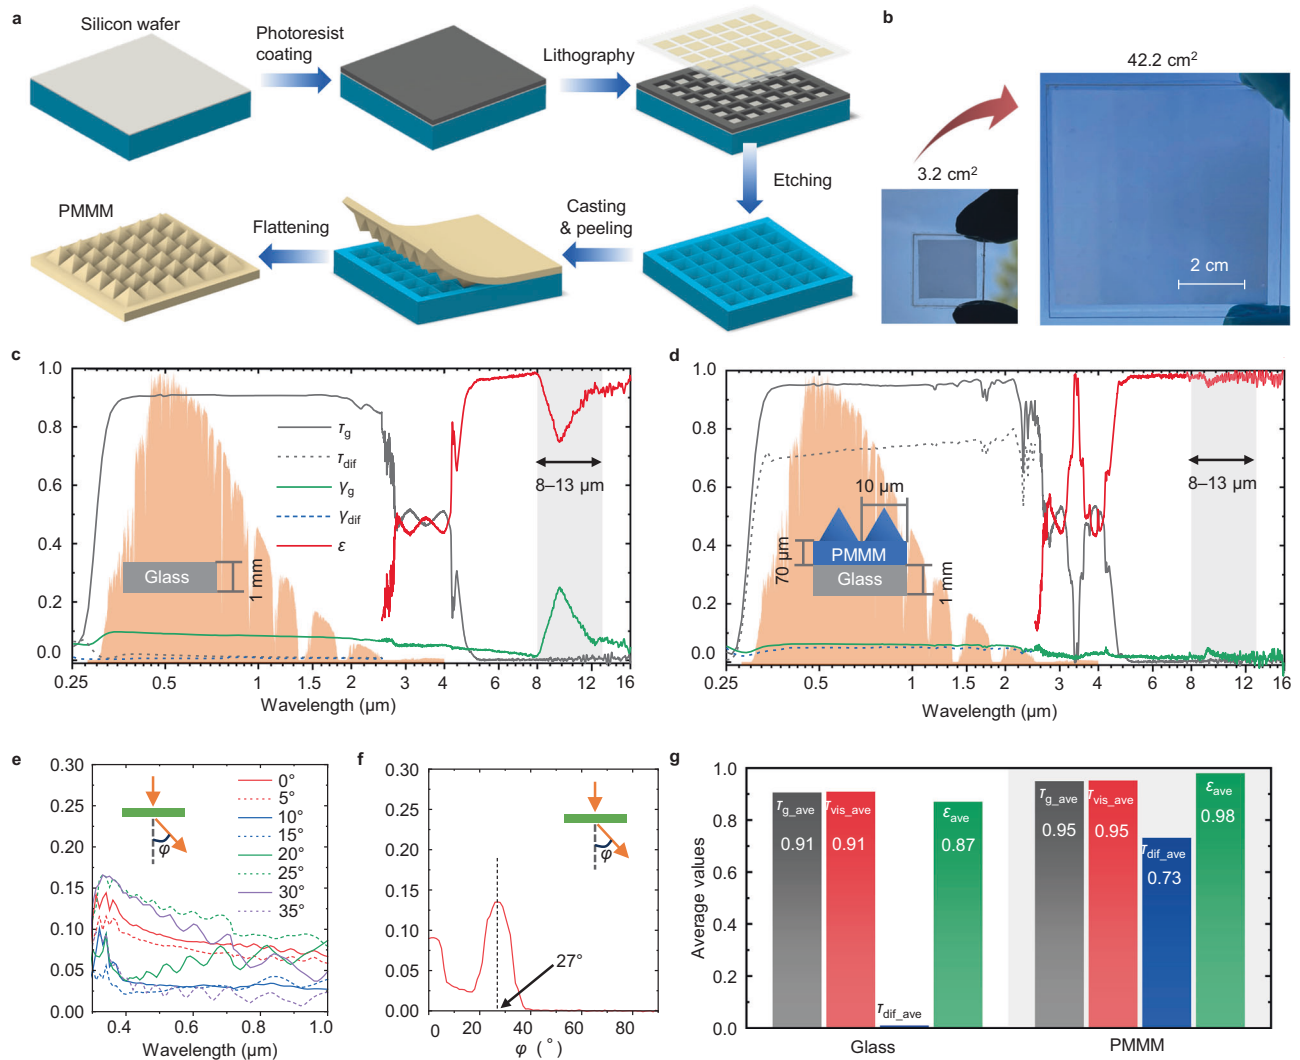 a
Silicon wafer
Photoresist
coating
Lithography
Etching
Casting
& peeling
Flattening
PMMM
b
42.2 cm²
3.2 cm²
2 cm
c
1.0
0.8
0.6
0.4
0.2
0.0
τg
τdif
γg
γdif
ε
8–13 μm
Glass
1 mm
0.25 0.5 1 1.5 2 3 4 8 12 16
Wavelength (μm)
d
1.0
0.8
0.6
0.4
0.2
0.0
10 μm
8–13 μm
70 μm
PMMM
Glass
1 mm
0.25 0.5 1 1.5 2 3 4 8 12 16
Wavelength (μm)
e
0.30
0.25
0.20
0.15
0.10
0.05
0.00
φ
0°
5°
10°
15°
20°
25°
30°
35°
0.4 0.6 0.8 1.0
Wavelength (μm)
f
0.30
0.25
0.20
0.15
0.10
0.05
0.00
φ
27°
0 20 40 60 80
φ (°)
g
Average values
1.0
0.8
0.6
0.4
0.2
0.0
τg_ave
0.91
τvis_ave
0.91
τdif_ave
εave
0.87
τg_ave
0.95
τvis_ave
0.95
τdif_ave
0.73
εave
0.98
Glass PMMM